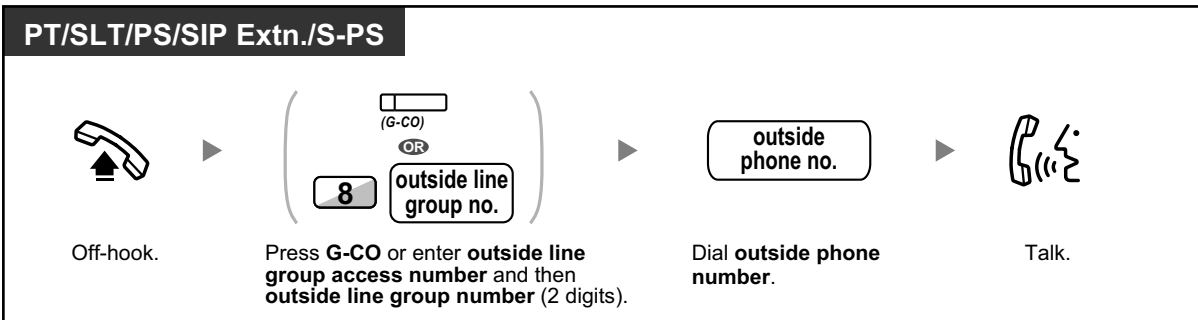 PT/SLT/PS/SIP Extn./S-PS
(G-CO)
OR
8
outside line
group no.
outside
phone no.
Off-hook.
Press G-CO or enter outside line
group access number and then
outside line group number (2 digits).
Dial outside phone
number.
Talk.